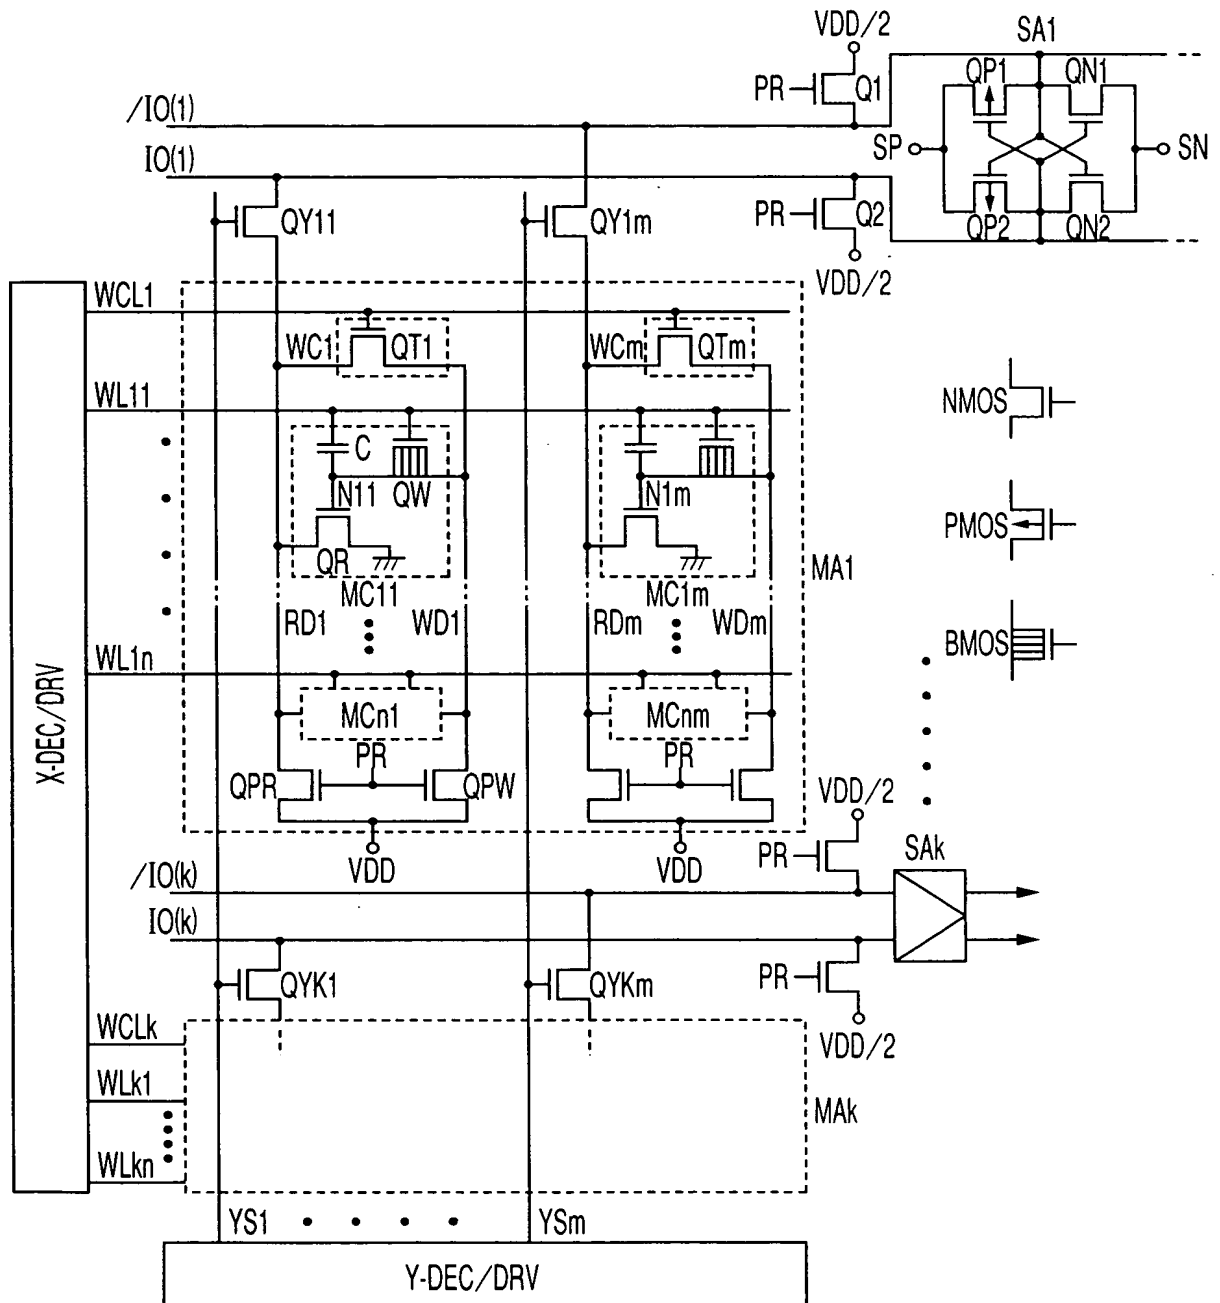 VDD/2
SA1
PR
Q1
QP1
QN1
/IO(1)
SP
SN
IO(1)
PR
Q2
QP2
QN2
QY11
QY1m
VDD/2
WCL1
WC1
QT1
WCm
QTm
NMOS
WL11
C
N11
QW
N1m
PMOS
QR
MA1
MC11
MC1m
RD1
WD1
RDm
WDm
BMOS
WL1n
X-DEC/DRV
MCn1
MCnm
PR
PR
QPR
QPW
VDD/2
VDD
VDD
PR
SAk
/IO(k)
IO(k)
QYK1
QYKm
PR
WCLk
VDD/2
WLk1
MAk
WLkn
YS1
YSm
Y-DEC/DRV